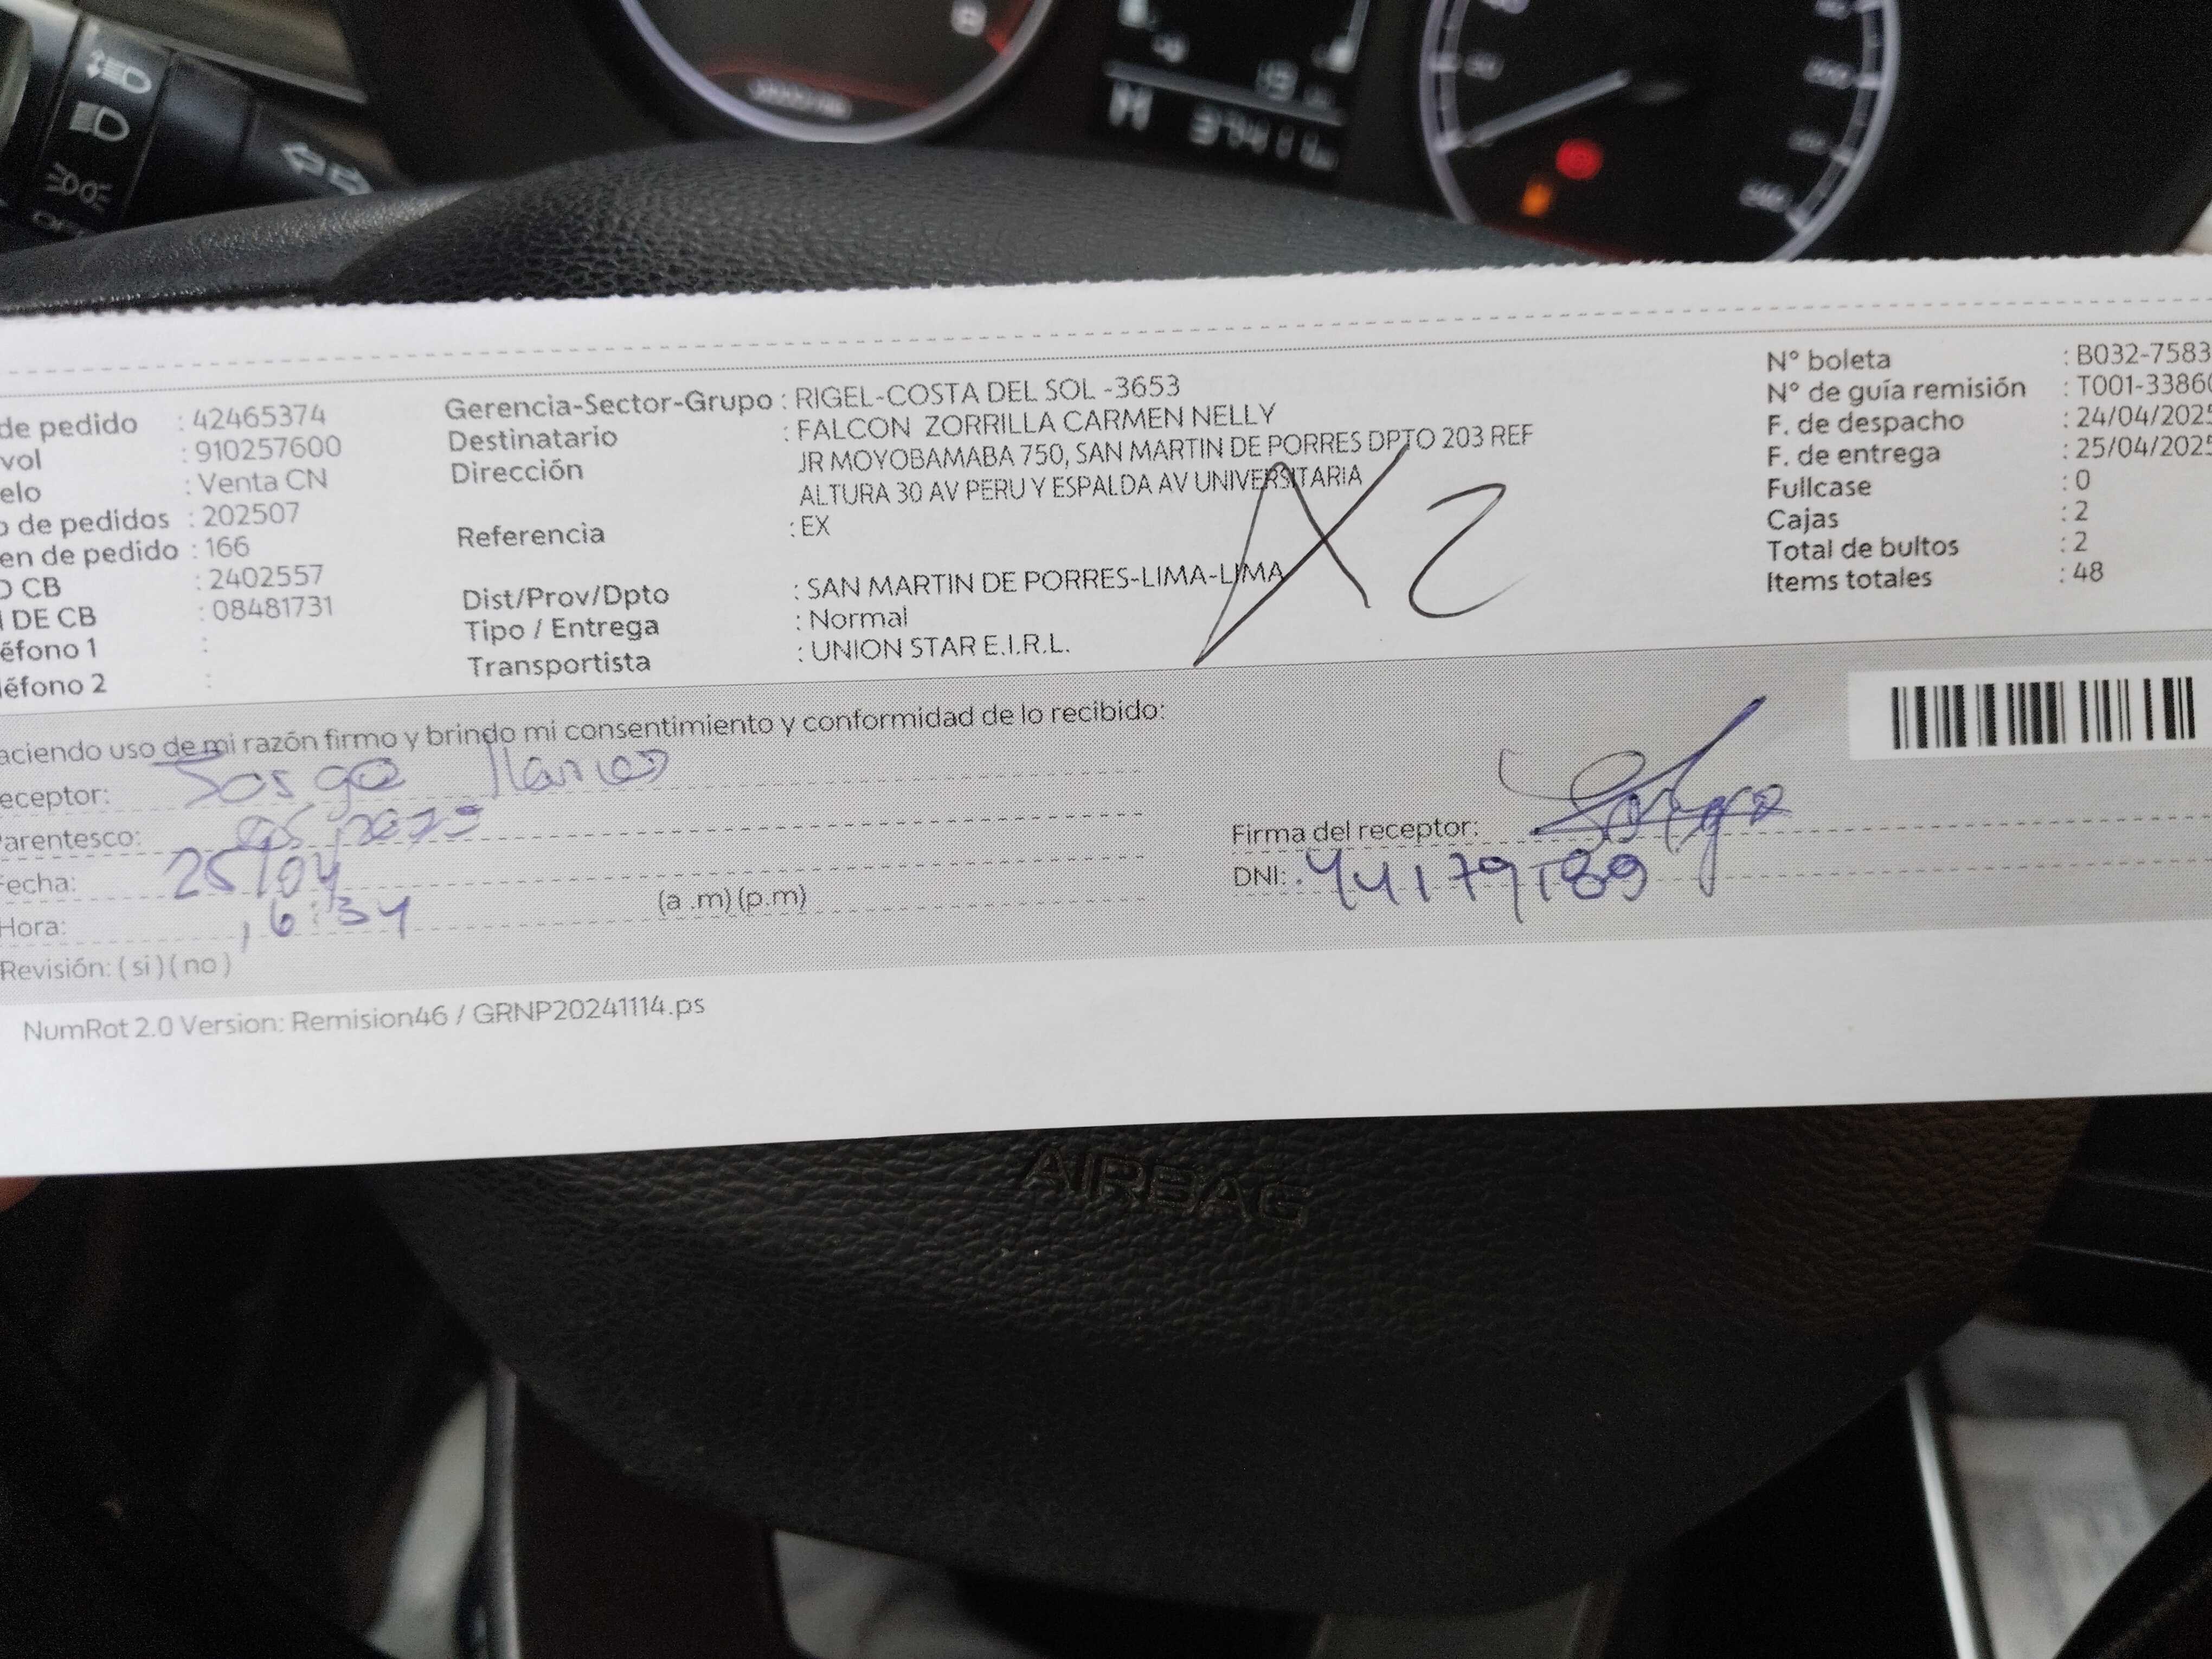 N° boleta : B032-7583
N° de guía remisión : T001-33860
F. de despacho : 24/04/2025
F. de entrega : 25/04/2025
Fullcase : 0
Cajas : 2
Total de bultos : 2
Items totales : 48
Gerencia-Sector-Grupo : RIGEL-COSTA DEL SOL -3653
Destinatario : FALCON ZORRILLA CARMEN NELLY
Dirección JR MOYOBAMABA 750, SAN MARTIN DE PORRES DPTO 203 REF
ALTURA 30 AV PERU Y ESPALDA AV UNIVERSITARIA
Referencia : EX
Dist/Prov/Dpto : SAN MARTIN DE PORRES-LIMA-LIMA
Tipo / Entrega : Normal
Transportista : UNION STAR E.I.R.L.
X2
de pedido : 42465374
vol : 910257600
elo : Venta CN
o de pedidos : 202507
en de pedido : 166
D CB : 2402557
DE CB : 08481731
éfono 1 :
léfono 2 :
aciendo uso de mi razón firmo y brindo mi consentimiento y conformidad de lo recibido:
eceptor:
Parentesco:
Fecha: 25/04
Hora: 6:34 (a .m) (p.m)
Revisión: ( si ) ( no )
Firma del receptor:
DNI: 44179189
NumRot 2.0 Version: Remision46 / GRNP20241114.ps
AIRBAG